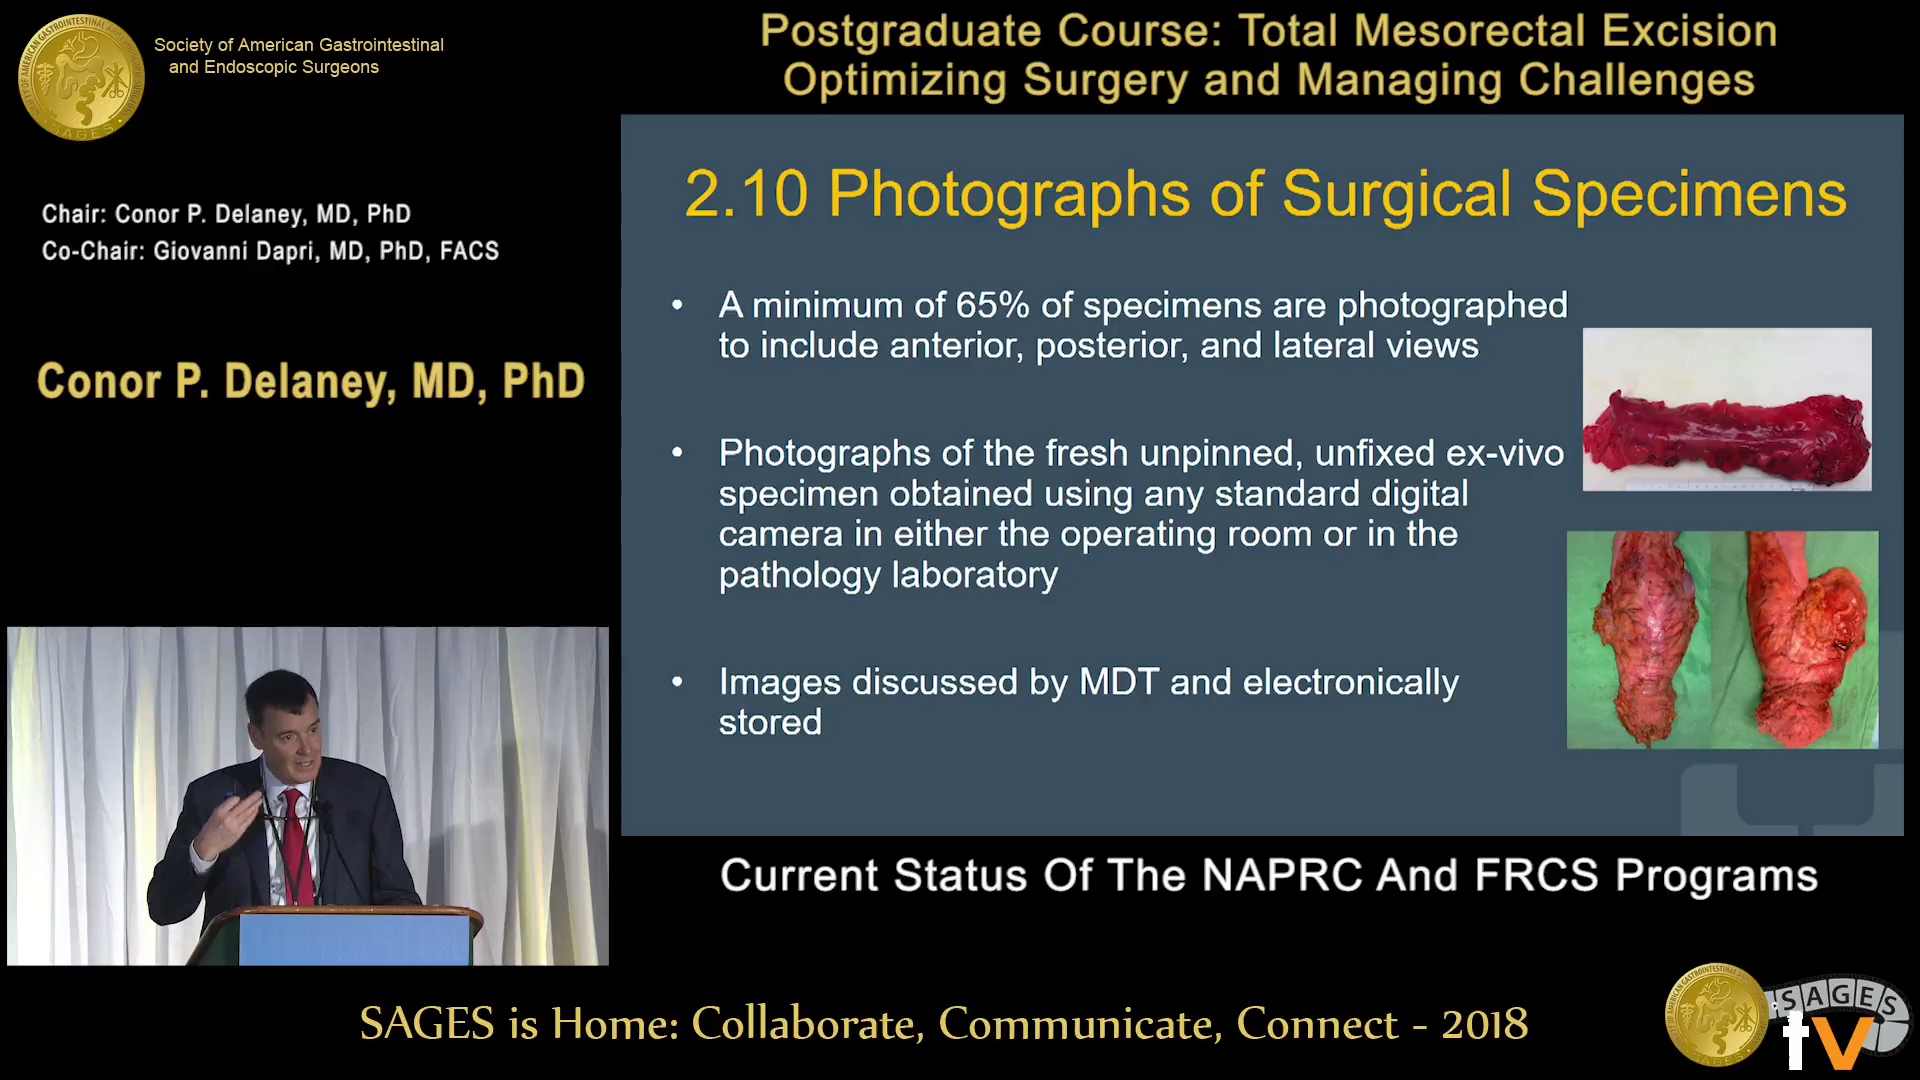 Society of American Gastrointestinal
and Endoscopic Surgeons
Postgraduate Course: Total Mesorectal Excision
Optimizing Surgery and Managing Challenges
Chair: Conor P. Delaney, MD, PhD
Co-Chair: Giovanni Dapri, MD, PhD, FACS
Conor P. Delaney, MD, PhD
2.10 Photographs of Surgical Specimens
• A minimum of 65% of specimens are photographed
to include anterior, posterior, and lateral views
• Photographs of the fresh unpinned, unfixed ex-vivo
specimen obtained using any standard digital
camera in either the operating room or in the
pathology laboratory
• Images discussed by MDT and electronically
stored
Current Status Of The NAPRC And FRCS Programs
SAGES is Home: Collaborate, Communicate, Connect - 2018
SAGES
tv